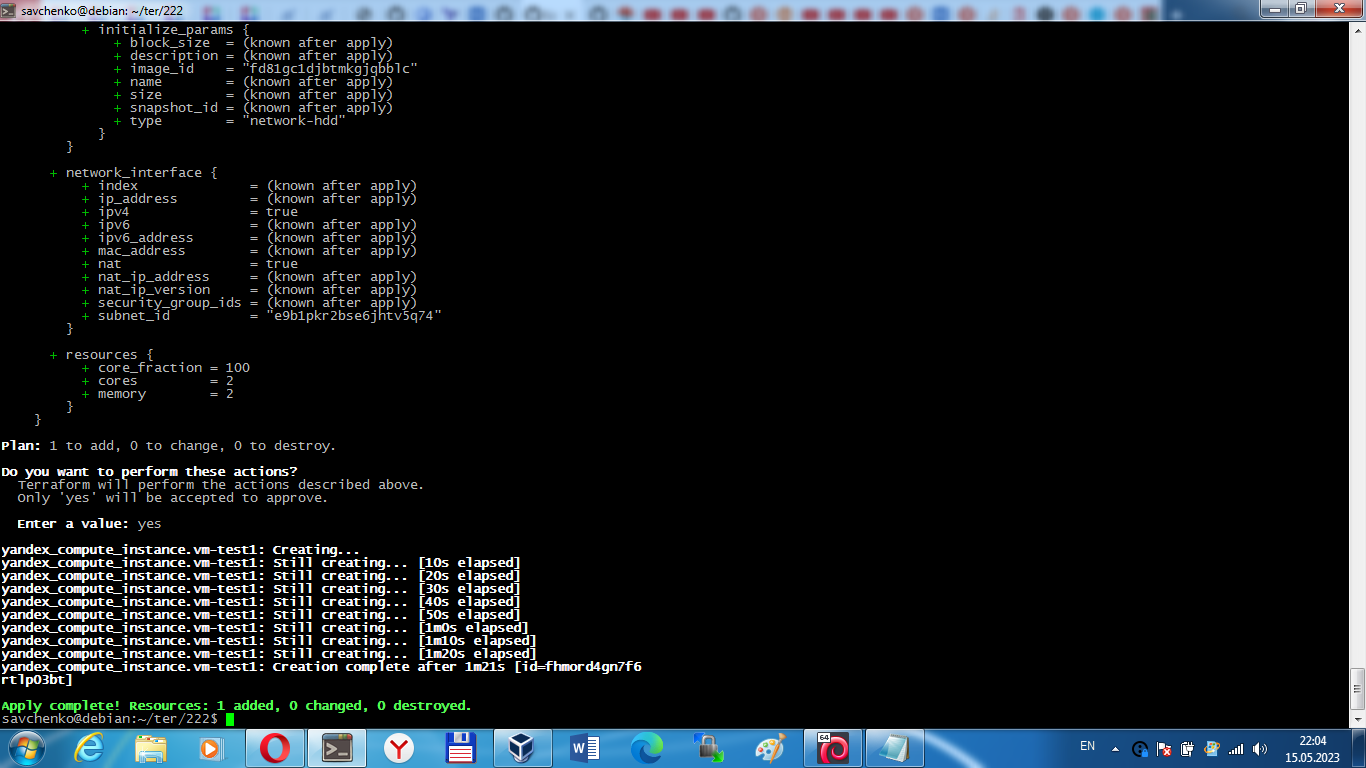 savchenko@debian: ~/ter/222
+ initialize_params {
+ block_size = (known after apply)
+ description = (known after apply)
+ image_id = "fd81gc1djbtmkgjqbblc"
+ name = (known after apply)
+ size = (known after apply)
+ snapshot_id = (known after apply)
+ type = "network-hdd"
}
}
+ network_interface {
+ index = (known after apply)
+ ip_address = (known after apply)
+ ipv4 = true
+ ipv6 = (known after apply)
+ ipv6_address = (known after apply)
+ mac_address = (known after apply)
+ nat = true
+ nat_ip_address = (known after apply)
+ nat_ip_version = (known after apply)
+ security_group_ids = (known after apply)
+ subnet_id = "e9b1pkr2bse6jhtv5q74"
}
+ resources {
+ core_fraction = 100
+ cores = 2
+ memory = 2
}
}
Plan: 1 to add, 0 to change, 0 to destroy.
Do you want to perform these actions?
Terraform will perform the actions described above.
Only 'yes' will be accepted to approve.
Enter a value: yes
yandex_compute_instance.vm-test1: Creating...
yandex_compute_instance.vm-test1: Still creating... [10s elapsed]
yandex_compute_instance.vm-test1: Still creating... [20s elapsed]
yandex_compute_instance.vm-test1: Still creating... [30s elapsed]
yandex_compute_instance.vm-test1: Still creating... [40s elapsed]
yandex_compute_instance.vm-test1: Still creating... [50s elapsed]
yandex_compute_instance.vm-test1: Still creating... [1m0s elapsed]
yandex_compute_instance.vm-test1: Still creating... [1m10s elapsed]
yandex_compute_instance.vm-test1: Still creating... [1m20s elapsed]
yandex_compute_instance.vm-test1: Creation complete after 1m21s [id=fhmord4gn7f6
rtlp03bt]
Apply complete! Resources: 1 added, 0 changed, 0 destroyed.
savchenko@debian:~/ter/222$
64
EN
22:04
15.05.2023